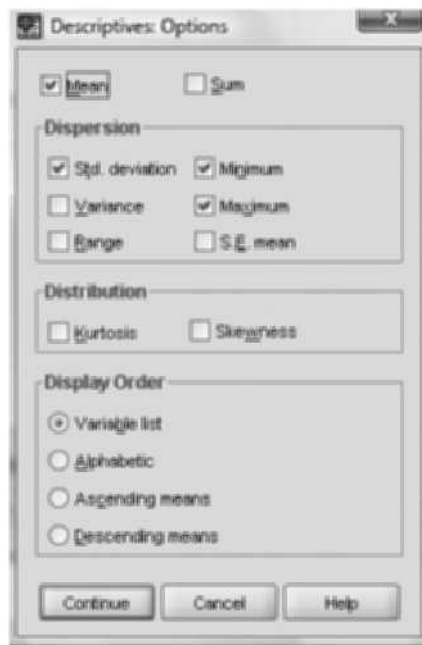 Descriptives: Options
Mean Sum
Dispersion
Std. deviation Minimum
Variance Maximum
Range S.E. mean
Distribution
Kurtosis Skewness
Display Order
Variable list
Alphabetic
Ascending means
Descending means
Continue Cancel Help